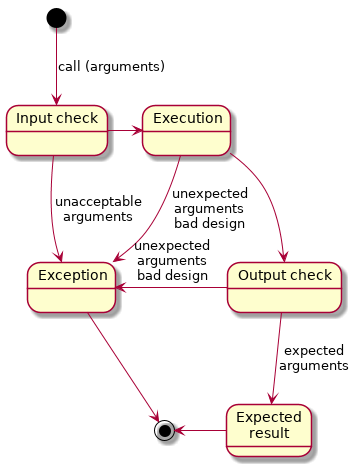 call (arguments)
Input check
Execution
unacceptable
arguments
unexpected
arguments
bad design
unexpected
arguments
bad design
Exception
Output check
expected
arguments
Expected
result